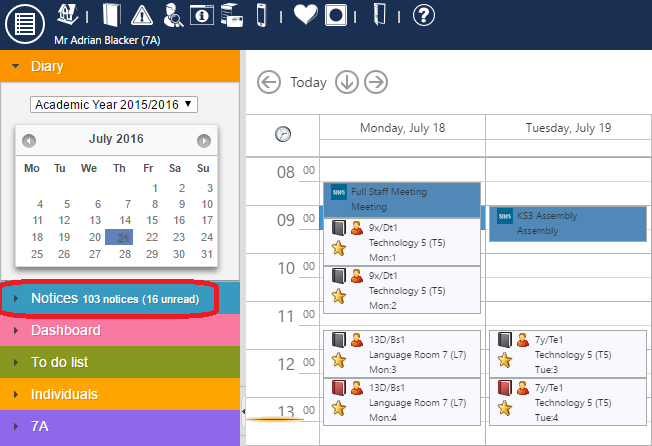 Mr Adrian Blacker (7A)
Diary
Academic Year 2015/2016
July 2016
Mo Tu We Th Fr Sa Su
1 2 3
4 5 6 7 8 9 10
11 12 13 14 15 16 17
18 19 20 21 22 23 24
25 26 27 28 29 30 31
Notices 103 notices (16 unread)
Dashboard
To do list
Individuals
7A
Today
Monday, July 18 Tuesday, July 19
08 00
Full Staff Meeting
Meeting
09 00
KS3 Assembly
Assembly
9x/Dt1
Technology 5 (T5)
Mon:1
10 00
9x/Dt1
Technology 5 (T5)
Mon:2
11 00
12 00
13D/Bs1
Language Room 7 (L7)
Mon:3
7y/Te1
Technology 5 (T5)
Tue:3
13 00
13D/Bs1
Language Room 7 (L7)
Mon:4
7y/Te1
Technology 5 (T5)
Tue:4